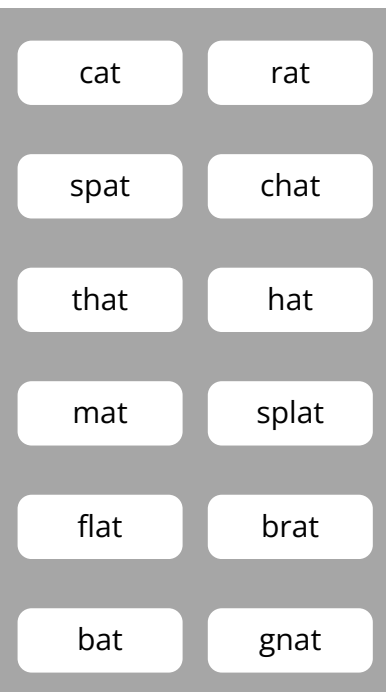 cat rat
spat chat
that hat
mat splat
flat brat
bat gnat